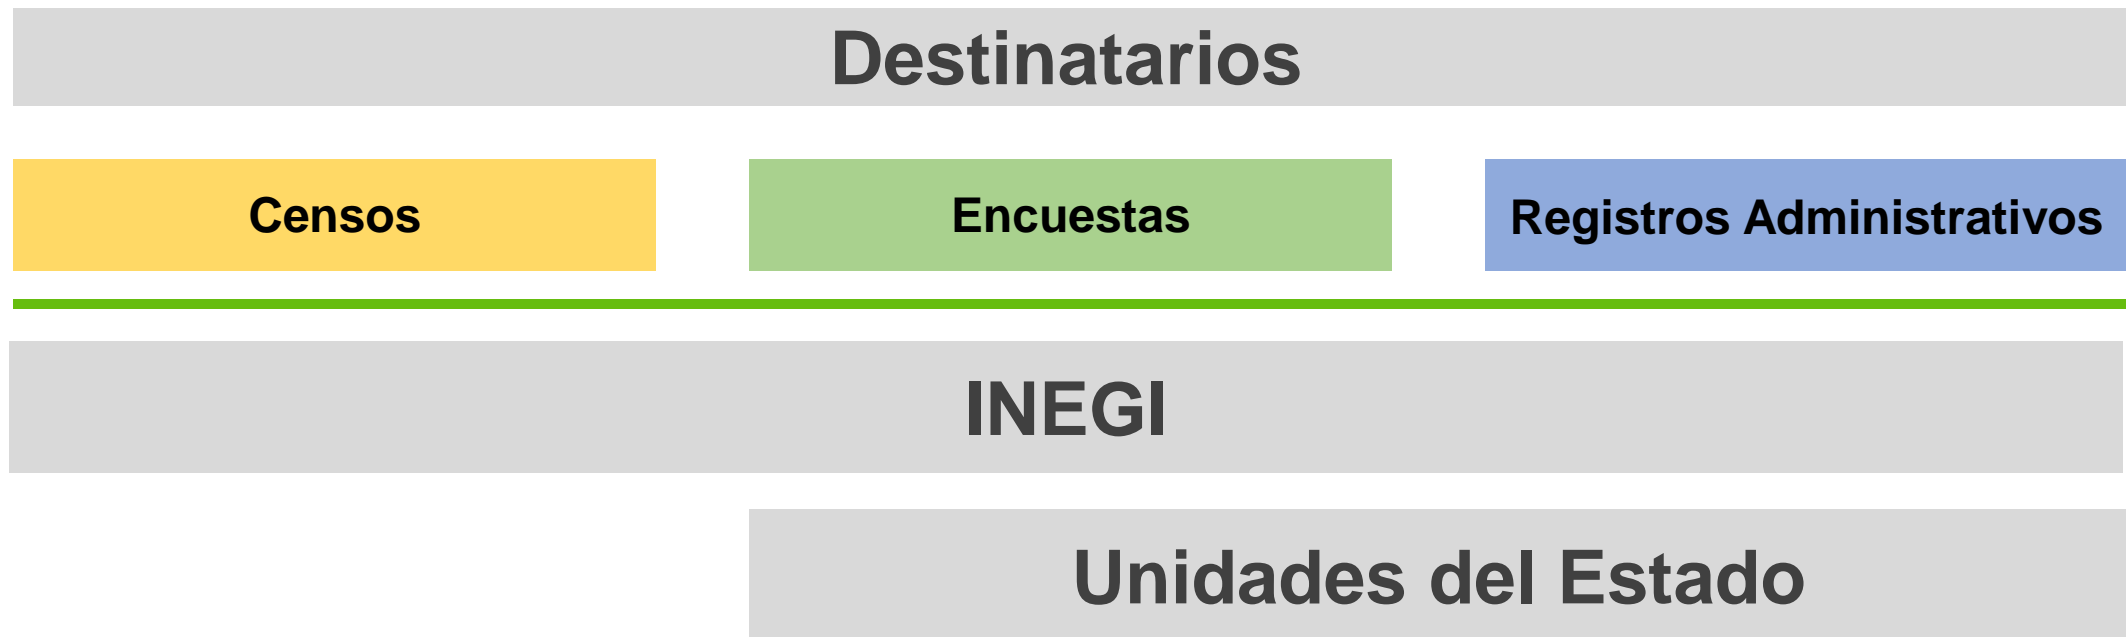 Destinatarios
Censos
Encuestas
Registros Administrativos
INEGI
Unidades del Estado